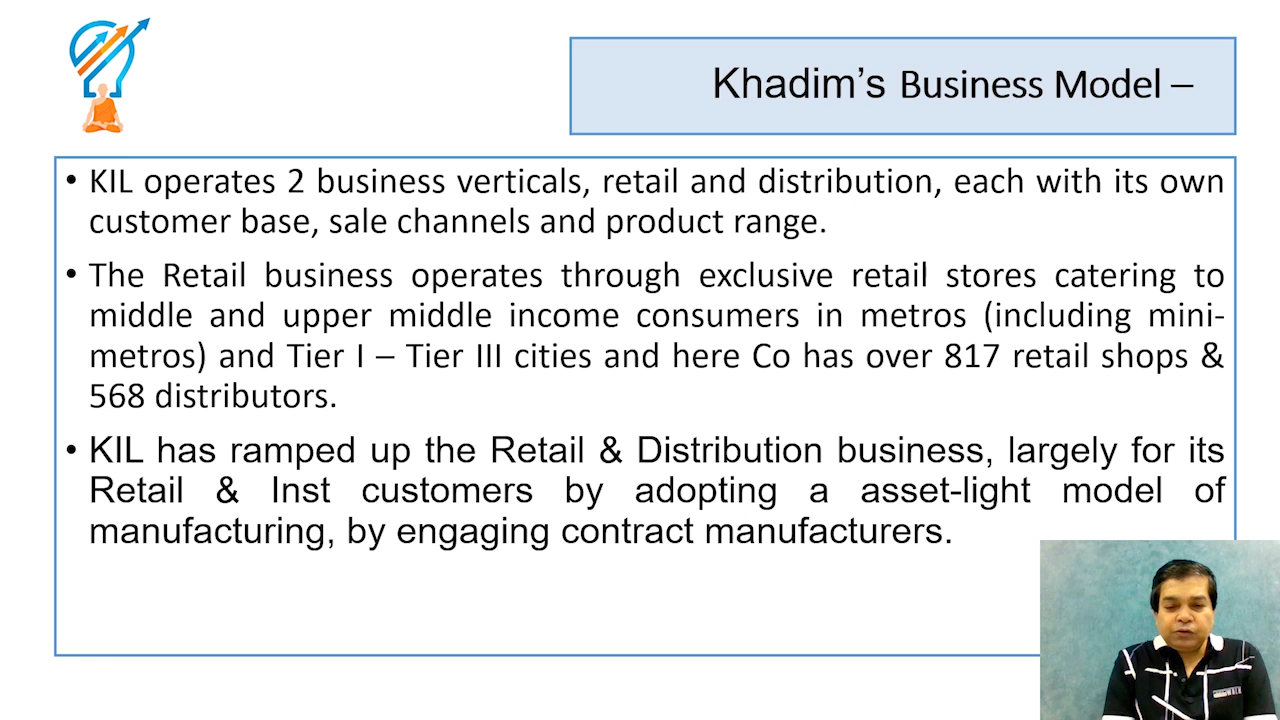 Khadim’s Business Model –
• KIL operates 2 business verticals, retail and distribution, each with its own
customer base, sale channels and product range.
• The Retail business operates through exclusive retail stores catering to
middle and upper middle income consumers in metros (including mini-
metros) and Tier I – Tier III cities and here Co has over 817 retail shops &
568 distributors.
• KIL has ramped up the Retail & Distribution business, largely for its
Retail & Inst customers by adopting a asset-light model of
manufacturing, by engaging contract manufacturers.